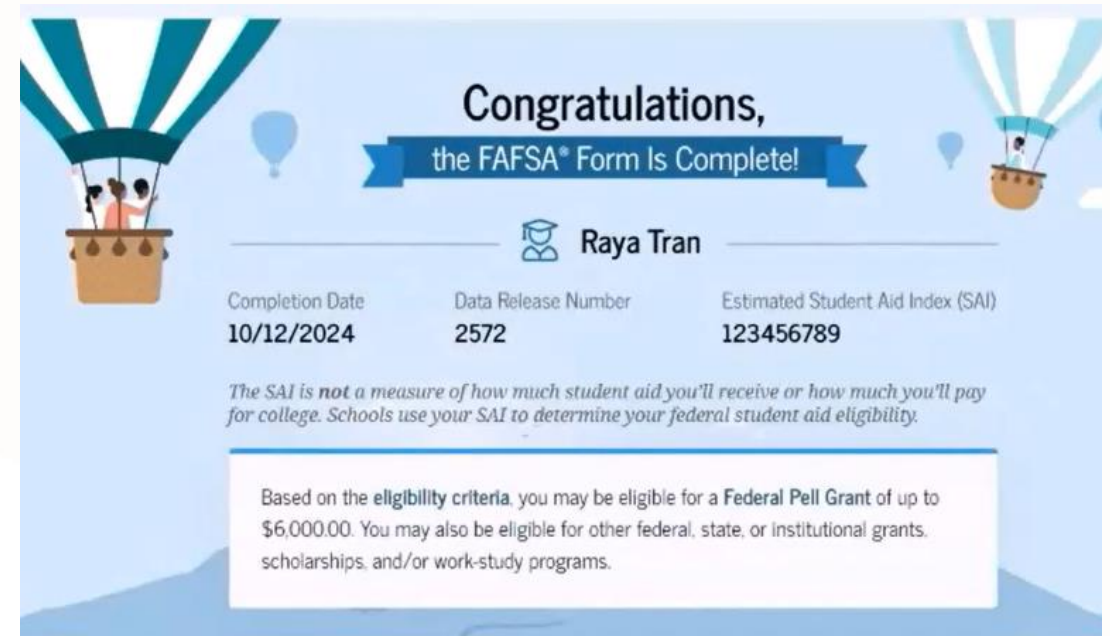 Congratulations,
the FAFSA® Form Is Complete!
Raya Tran
Completion Date
10/12/2024
Data Release Number
2572
Estimated Student Aid Index (SAI)
123456789
The SAI is not a measure of how much student aid you'll receive or how much you'll pay
for college. Schools use your SAI to determine your federal student aid eligibility.
Based on the eligibility criteria, you may be eligible for a Federal Pell Grant of up to
$6,000.00. You may also be eligible for other federal, state, or institutional grants,
scholarships, and/or work-study programs.